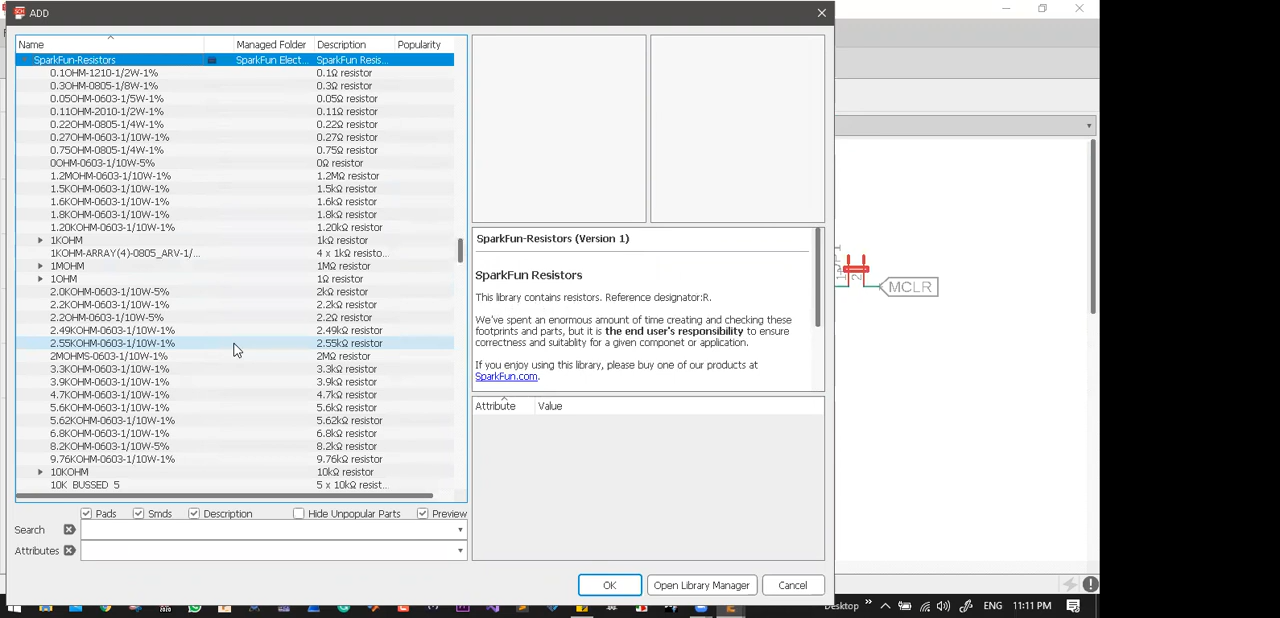 ADD
Name Managed Folder Description Popularity
SparkFun-Resistors SparkFun Elect... SparkFun Resis...
0.1OHM-1210-1/2W-1% 0.1Ω resistor
0.3OHM-0805-1/8W-1% 0.3Ω resistor
0.05OHM-0603-1/5W-1% 0.05Ω resistor
0.11OHM-2010-1/2W-1% 0.11Ω resistor
0.22OHM-0805-1/4W-1% 0.22Ω resistor
0.27OHM-0603-1/10W-1% 0.27Ω resistor
0.75OHM-0805-1/4W-1% 0.75Ω resistor
0OHM-0603-1/10W-5% 0Ω resistor
1.2MOHM-0603-1/10W-1% 1.2MΩ resistor
1.5KOHM-0603-1/10W-1% 1.5kΩ resistor
1.6KOHM-0603-1/10W-1% 1.6kΩ resistor
1.8KOHM-0603-1/10W-1% 1.8kΩ resistor
1.20KOHM-0603-1/10W-1% 1.20kΩ resistor
1KOHM 1kΩ resistor
1KOHM-ARRAY(4)-0805_ARV-1/... 4 x 1kΩ resisto...
1MOHM 1MΩ resistor
1OHM 1Ω resistor
2.0KOHM-0603-1/10W-5% 2kΩ resistor
2.2KOHM-0603-1/10W-1% 2.2kΩ resistor
2.2OHM-0603-1/10W-5% 2.2Ω resistor
2.49KOHM-0603-1/10W-1% 2.49kΩ resistor
2.55KOHM-0603-1/10W-1% 2.55kΩ resistor
2MOHMS-0603-1/10W-1% 2MΩ resistor
3.3KOHM-0603-1/10W-1% 3.3kΩ resistor
3.9KOHM-0603-1/10W-1% 3.9kΩ resistor
4.7KOHM-0603-1/10W-1% 4.7kΩ resistor
5.6KOHM-0603-1/10W-1% 5.6kΩ resistor
5.62KOHM-0603-1/10W-1% 5.62kΩ resistor
6.8KOHM-0603-1/10W-1% 6.8kΩ resistor
8.2KOHM-0603-1/10W-5% 8.2kΩ resistor
9.76KOHM-0603-1/10W-1% 9.76kΩ resistor
10KOHM 10kΩ resistor
10K BUSSED 5 5 x 10kΩ resist...
Pads Smds Description Hide Unpopular Parts Preview
Search
Attributes
SparkFun-Resistors (Version 1)
SparkFun Resistors
This library contains resistors. Reference designator:R.
We've spent an enormous amount of time creating and checking these
footprints and parts, but it is the end user's responsibility to ensure
correctness and suitablity for a given componet or application.
If you enjoy using this library, please buy one of our products at
SparkFun.com.
Attribute Value
OK Open Library Manager Cancel
MCLR
2
Desktop ENG 11:11 PM